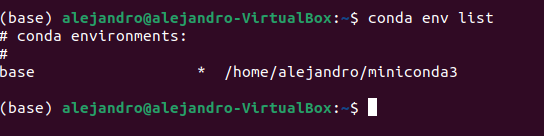 (base) alejandro@alejandro-VirtualBox:~$ conda env list
# conda environments:
#
base                  *  /home/alejandro/miniconda3
(base) alejandro@alejandro-VirtualBox:~$